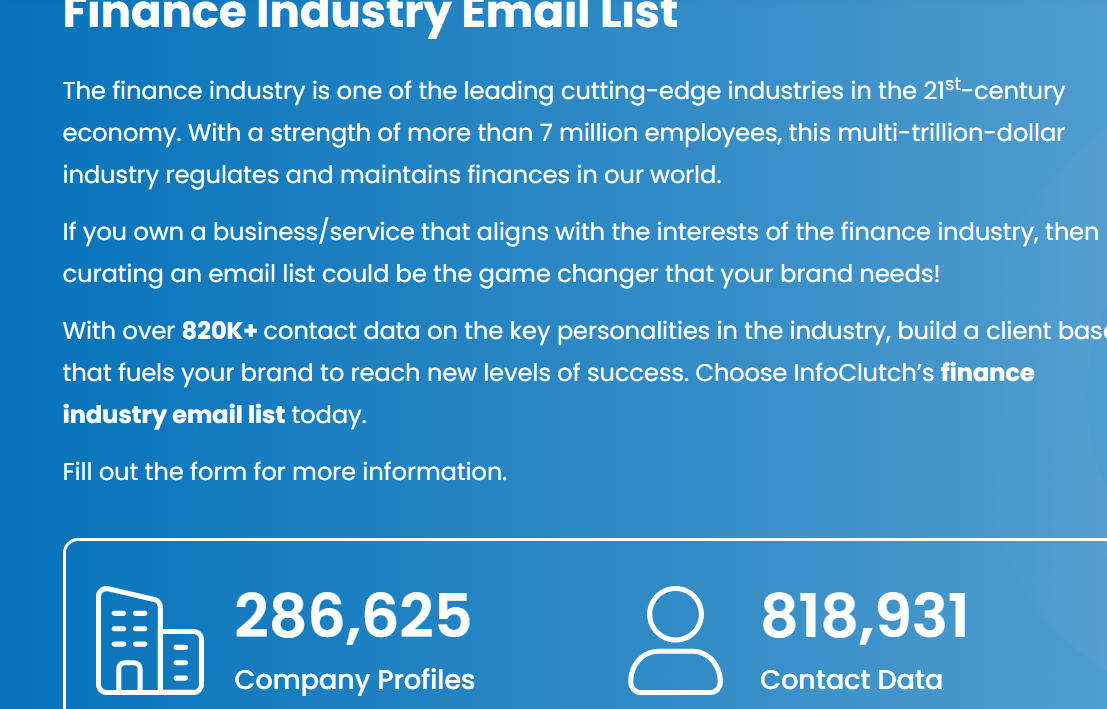 Finance Industry Email List
The finance industry is one of the leading cutting-edge industries in the 21st-century
economy. With a strength of more than 7 million employees, this multi-trillion-dollar
industry regulates and maintains finances in our world.
If you own a business/service that aligns with the interests of the finance industry, then
curating an email list could be the game changer that your brand needs!
With over 820K+ contact data on the key personalities in the industry, build a client base
that fuels your brand to reach new levels of success. Choose InfoClutch’s finance
industry email list today.
Fill out the form for more information.
286,625
Company Profiles
818,931
Contact Data